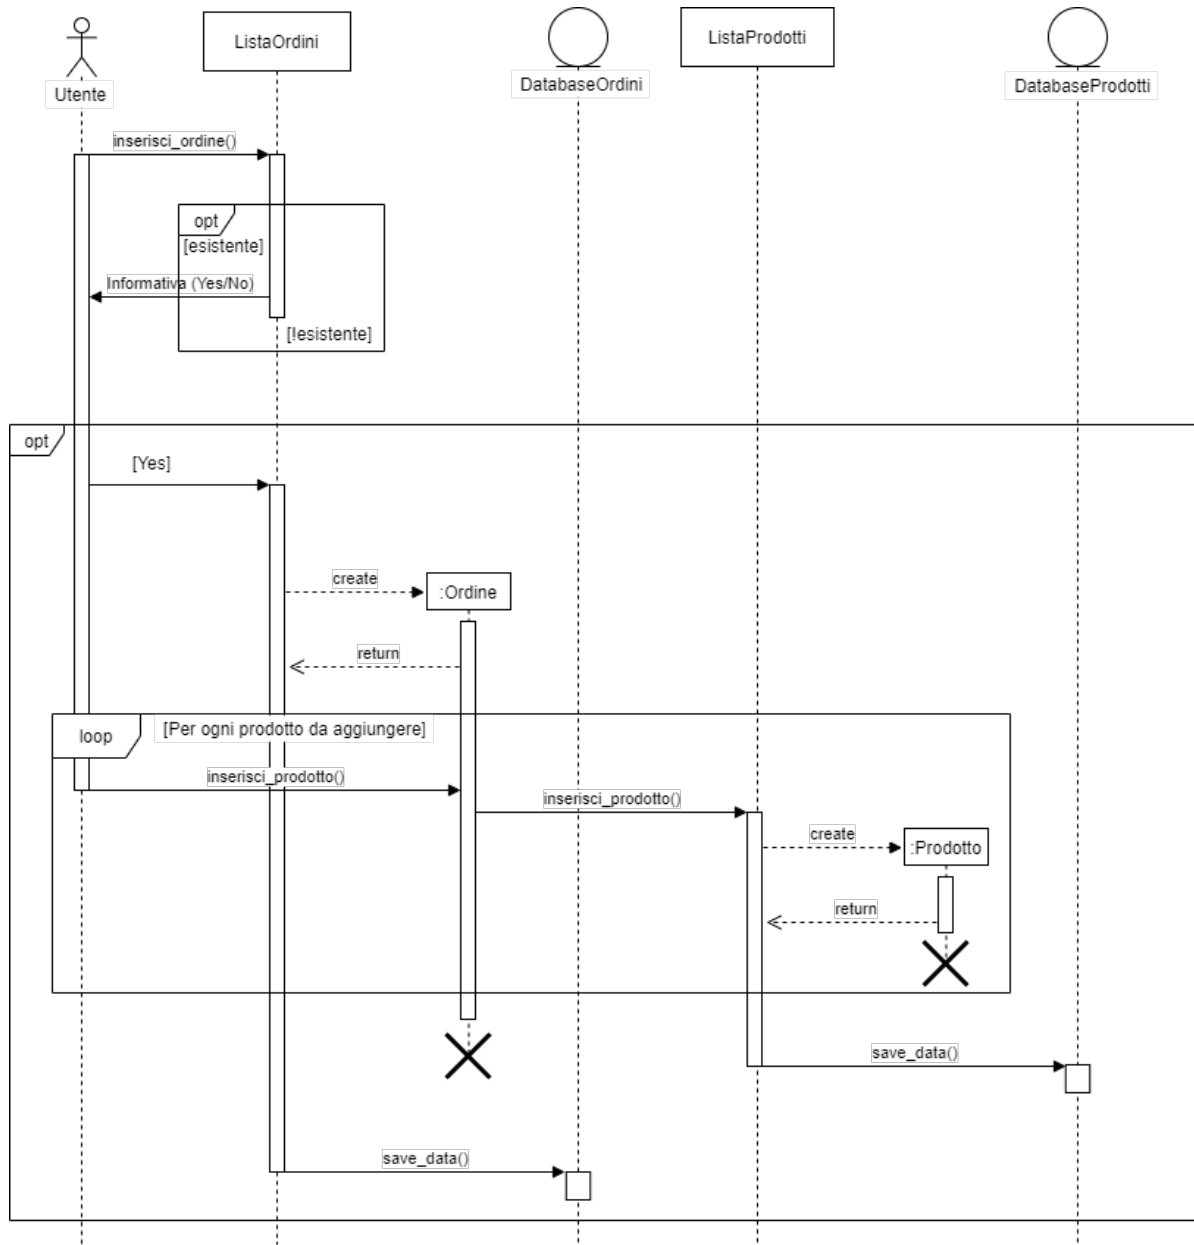 ListaOrdini
ListaProdotti
DatabaseOrdini
DatabaseProdotti
Utente
inserisci_ordine()
opt
[esistente]
Informativa (Yes/No)
[!esistente]
opt
[Yes]
create
:Ordine
return
loop
[Per ogni prodotto da aggiungere]
inserisci_prodotto()
inserisci_prodotto()
create
:Prodotto
return
save_data()
save_data()